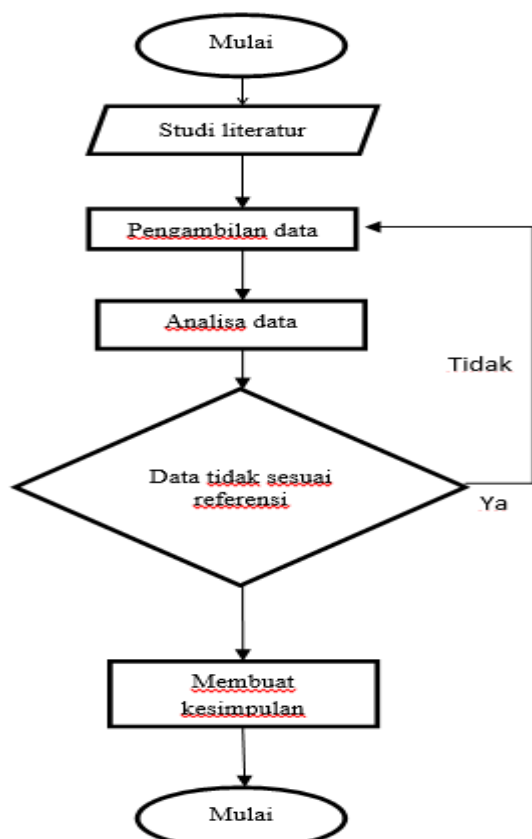 Mulai
Studi literatur
Pengambilan data
Analisa data
Tidak
Data tidak sesuai
referensi
Ya
Membuat
kesimpulan
Mulai